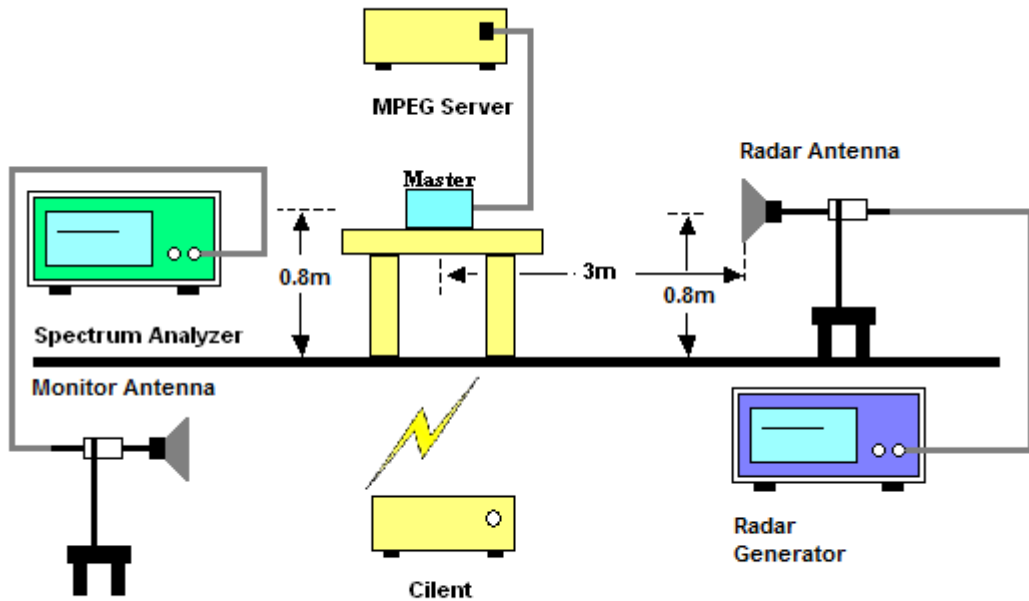 MPEG Server
Master
Radar Antenna
0.8m
3m
0.8m
Spectrum Analyzer
Monitor Antenna
Radar
Generator
Cilent